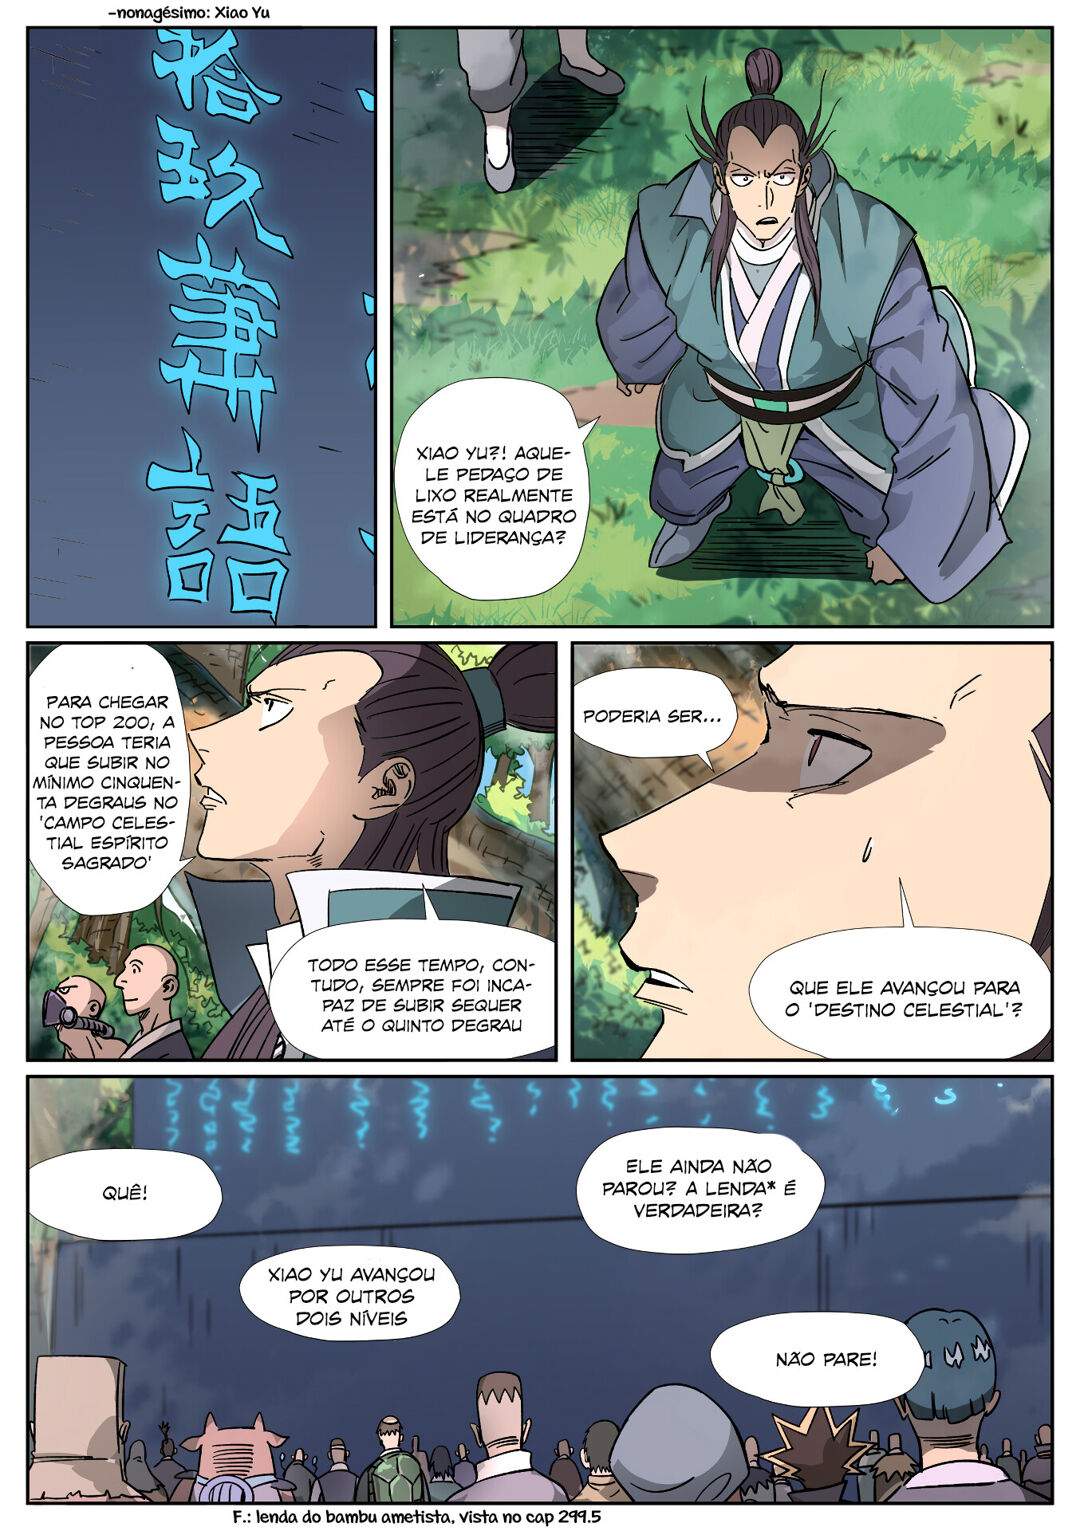 -nonagésimo: Xiao Yu
拾
玖
XIAO YU?! AQUE-
LE PEDAÇO DE
LIXO REALMENTE
ESTÁ NO QUADRO
DE LIDERANÇA?
PARA CHEGAR
NO TOP 200, A
PESSOA TERIA
QUE SUBIR NO
MÍNIMO CINQUEN-
TA DEGRAUS NO
'CAMPO CELES-
TIAL ESPÍRITO
SAGRADO'
TODO ESSE TEMPO, CON-
TUDO, SEMPRE FOI INCA-
PAZ DE SUBIR SEQUER
ATÉ O QUINTO DEGRAU
PODERIA SER...
QUE ELE AVANÇOU PARA
O 'DESTINO CELESTIAL'?
QUÊ!
ELE AINDA NÃO
PAROU? A LENDA* É
VERDADEIRA?
XIAO YU AVANÇOU
POR OUTROS
DOIS NÍVEIS
NÃO PARE!
F.: lenda do bambu ametista, vista no cap 299.5